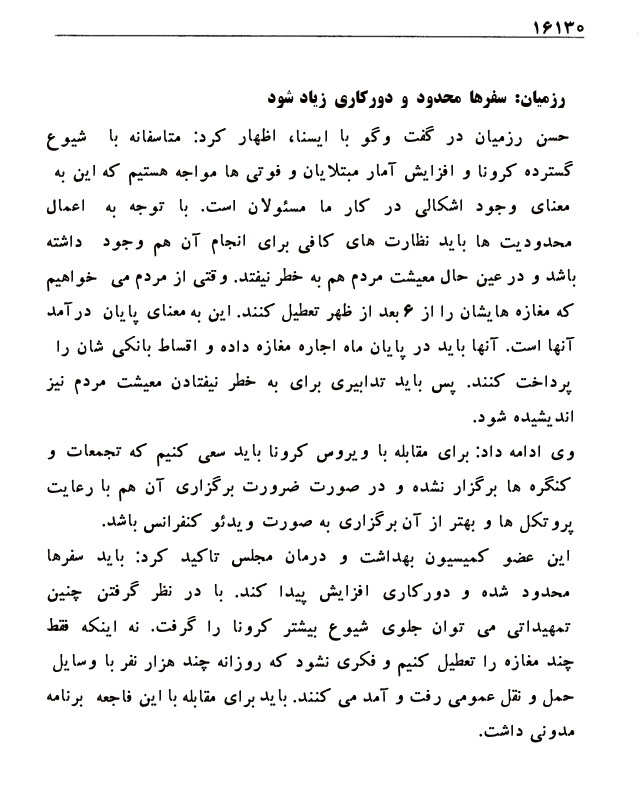 ۱۶۱۳۰
رزمیان: سفرها محدود و دورکاری زیاد شود
حسن رزمیان در گفت وگو با ایسنا، اظهار کرد: متاسفانه با شیوع
گسترده کرونا و افزایش آمار مبتلایان و فوتی ها مواجه هستیم که این به
معنای وجود اشکالی در کار ما مسئولان است. با توجه به اعمال
محدودیت ها باید نظارت های کافی برای انجام آن هم وجود داشته
باشد و در عین حال معیشت مردم هم به خطر نیفتد. وقتی از مردم می خواهیم
که مغازه هایشان را از ۶ بعد از ظهر تعطیل کنند. این به معنای پایان درآمد
آنها است. آنها باید در پایان ماه اجاره مغازه داده و اقساط بانکی شان را
پرداخت کنند. پس باید تدابیری برای به خطر نیفتادن معیشت مردم نیز
اندیشیده شود.
وی ادامه داد: برای مقابله با ویروس کرونا باید سعی کنیم که تجمعات و
کنگره ها برگزار نشده و در صورت ضرورت برگزاری آن هم با رعایت
پروتکل ها و بهتر از آن برگزاری به صورت ویدئو کنفرانس باشد.
این عضو کمیسیون بهداشت و درمان مجلس تاکید کرد: باید سفرها
محدود شده و دورکاری افزایش پیدا کند. با در نظر گرفتن چنین
تمهیداتی می توان جلوی شیوع بیشتر کرونا را گرفت. نه اینکه فقط
چند مغازه را تعطیل کنیم و فکری نشود که روزانه چند هزار نفر با وسایل
حمل و نقل عمومی رفت و آمد می کنند. باید برای مقابله با این فاجعه برنامه
مدونی داشت.